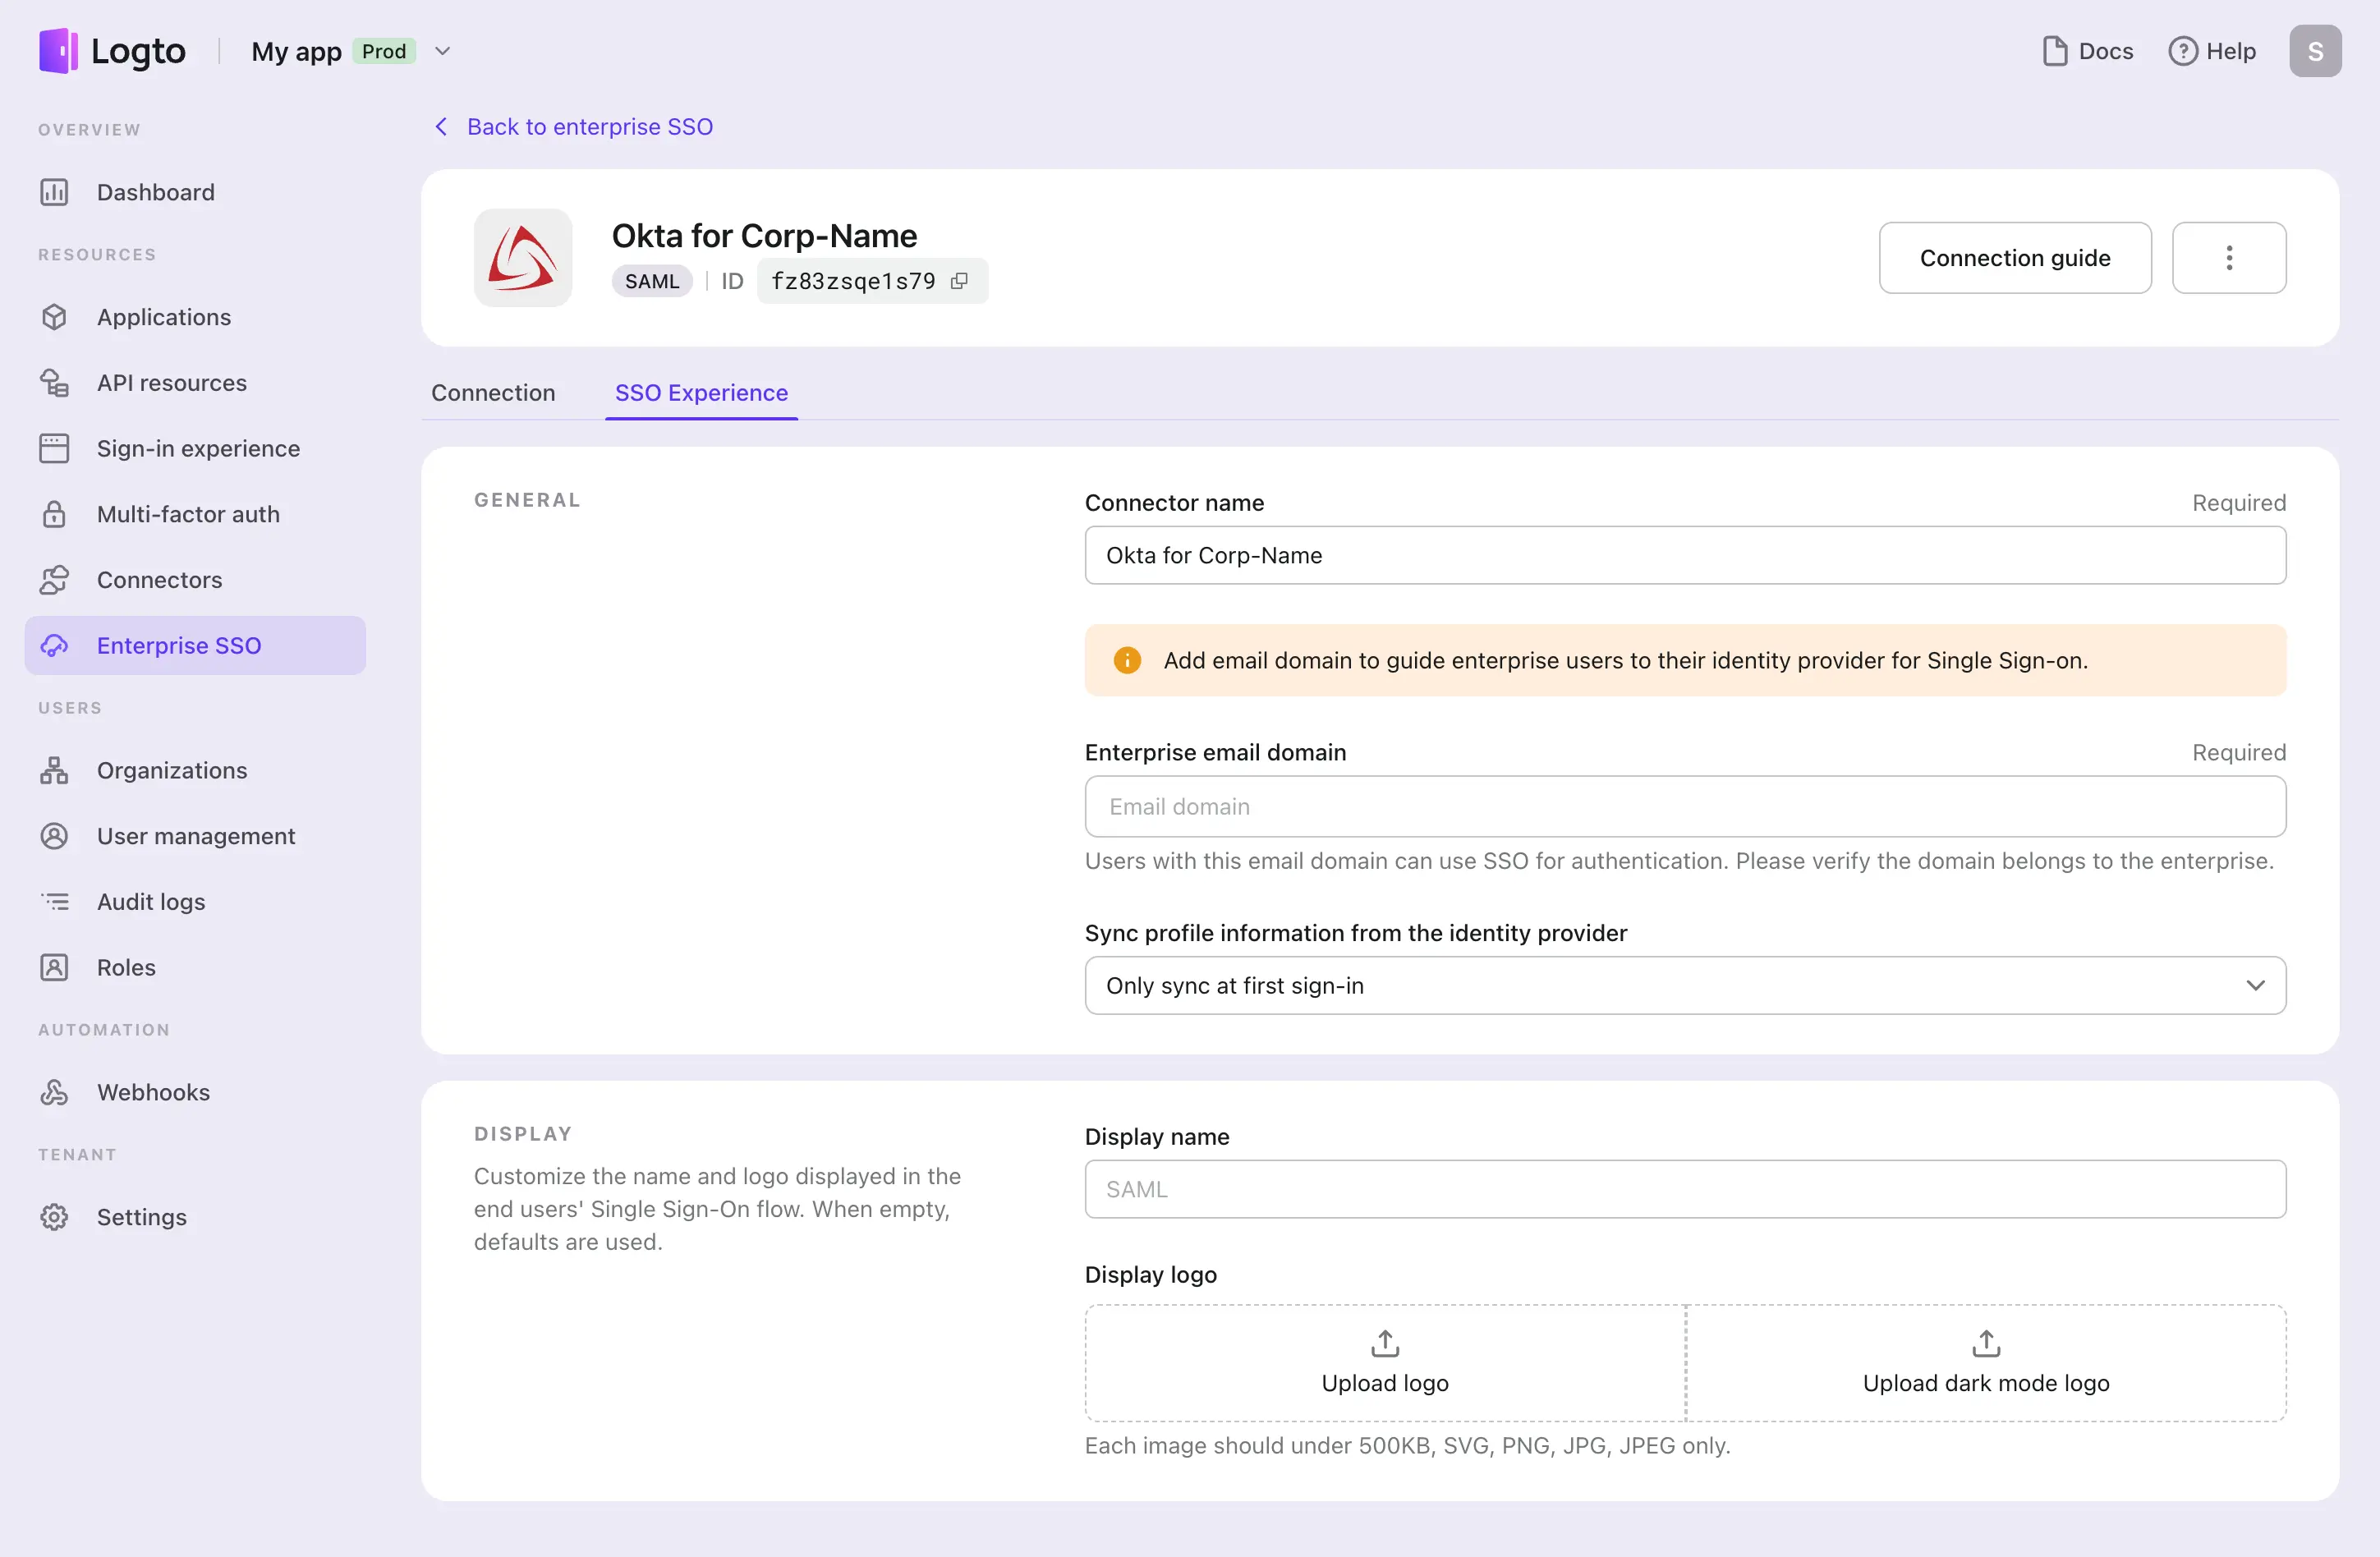 Logto
My app Prod
Docs
Help
S
OVERVIEW
Dashboard
RESOURCES
Applications
API resources
Sign-in experience
Multi-factor auth
Connectors
Enterprise SSO
USERS
Organizations
User management
Audit logs
Roles
AUTOMATION
Webhooks
TENANT
Settings
Back to enterprise SSO
Okta for Corp-Name
SAML ID fz83zsqe1s79
Connection guide
Connection SSO Experience
GENERAL
Connector name Required
Okta for Corp-Name
Add email domain to guide enterprise users to their identity provider for Single Sign-on.
Enterprise email domain Required
Email domain
Users with this email domain can use SSO for authentication. Please verify the domain belongs to the enterprise.
Sync profile information from the identity provider
Only sync at first sign-in
DISPLAY
Customize the name and logo displayed in the
end users' Single Sign-On flow. When empty,
defaults are used.
Display name
SAML
Display logo
Upload logo
Upload dark mode logo
Each image should under 500KB, SVG, PNG, JPG, JPEG only.